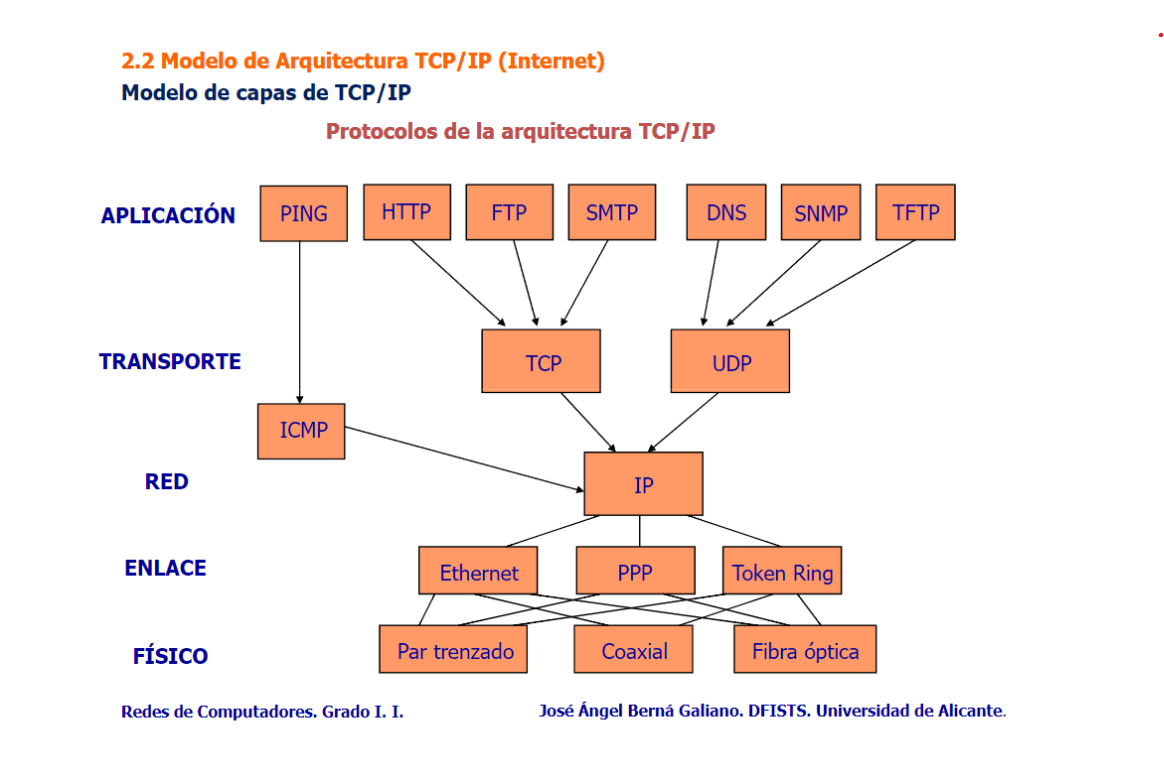 2.2 Modelo de Arquitectura TCP/IP (Internet)
Modelo de capas de TCP/IP
Protocolos de la arquitectura TCP/IP
APLICACIÓN PING HTTP FTP SMTP DNS SNMP TFTP
TRANSPORTE TCP UDP
ICMP
RED IP
ENLACE Ethernet PPP Token Ring
FÍSICO Par trenzado Coaxial Fibra óptica
Redes de Computadores. Grado I. I. José Ángel Berná Galiano. DFISTS. Universidad de Alicante.